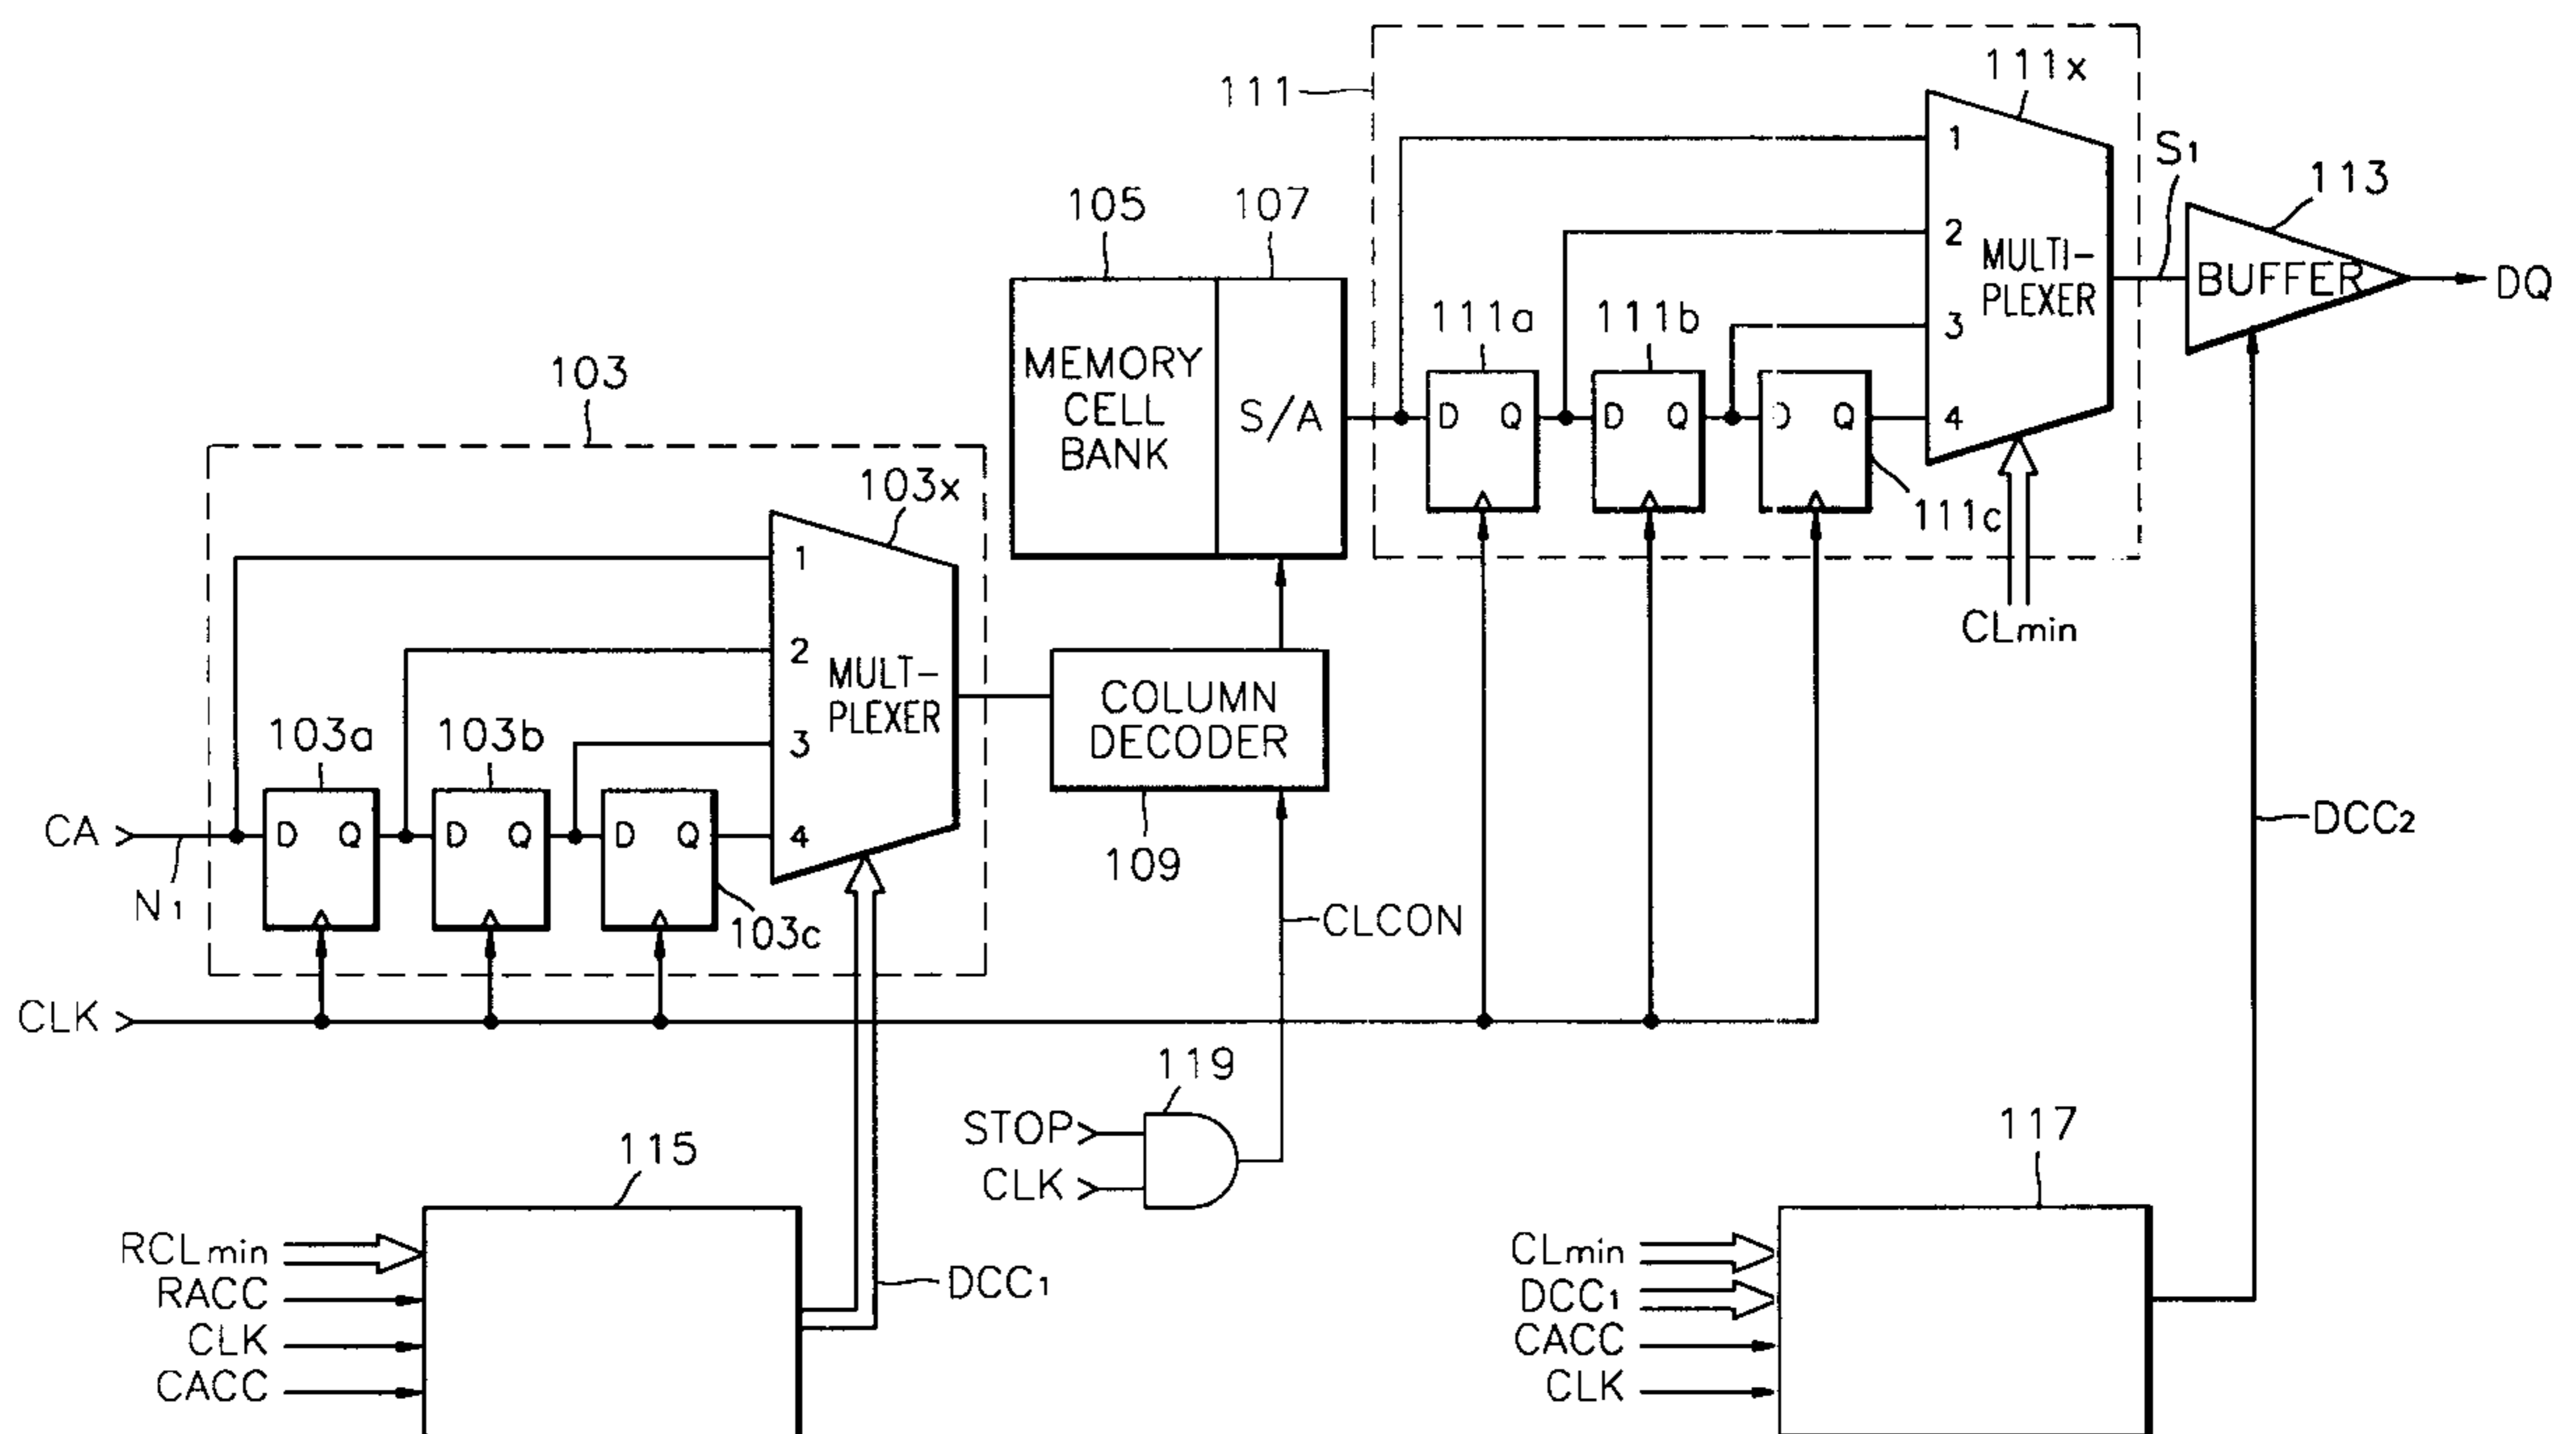 111
111x
1
2
3
4
MULTI-
PLEXER
S1
113
BUFFER
DQ
105
107
MEMORY
CELL
BANK
S/A
111a
111b
D Q
D Q
Q
111c
CLmin
103
103x
1
2
3
4
MULT-
PLEXER
103a
103b
D Q
D Q
D Q
103c
CA
N1
CLK
COLUMN
DECODER
109
CLCON
DCC2
119
STOP
CLK
115
RCLmin
RACC
CLK
CACC
DCC1
117
CLmin
DCC1
CACC
CLK